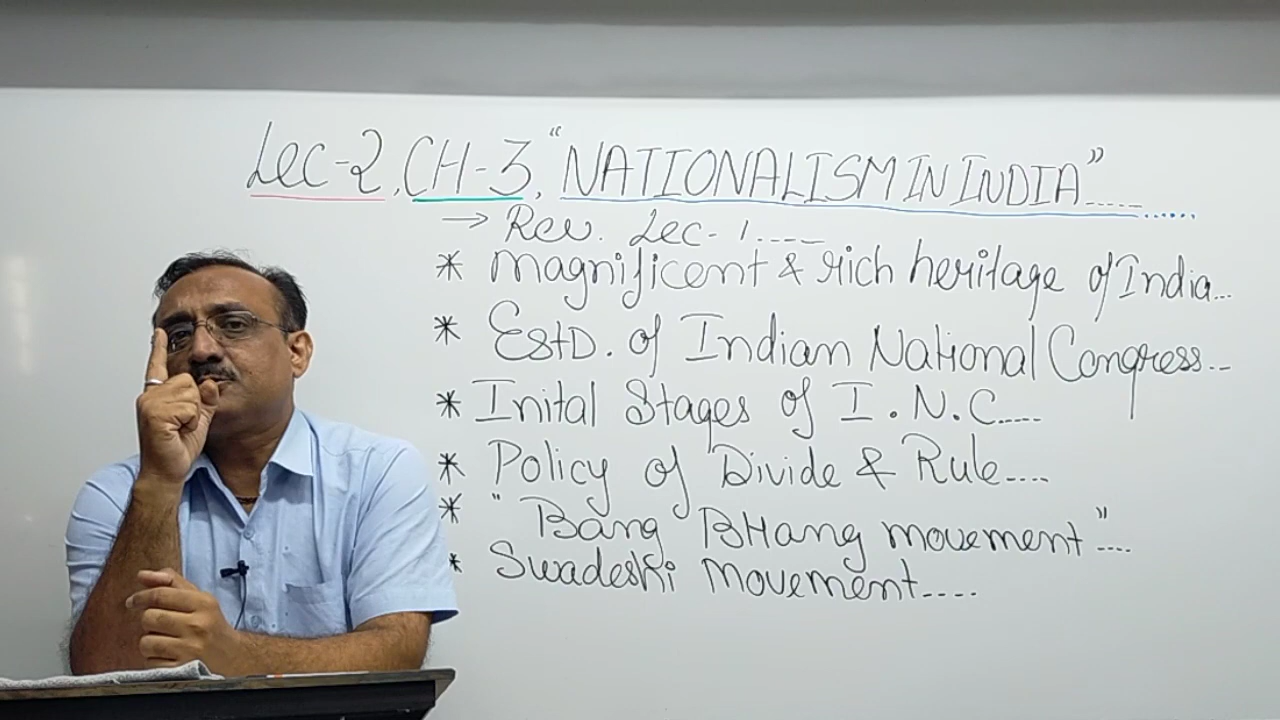 Lec-2, CH-3, "NATIONALISM IN INDIA".....
→ Rev. Lec-1.....
* Magnificent & rich heritage of India...
* EstD. of Indian National Congress...
* Inital Stages of I.N.C.....
* Policy of Divide & Rule....
* "Bang BHang movement"....
* Swadeshi Movement.....